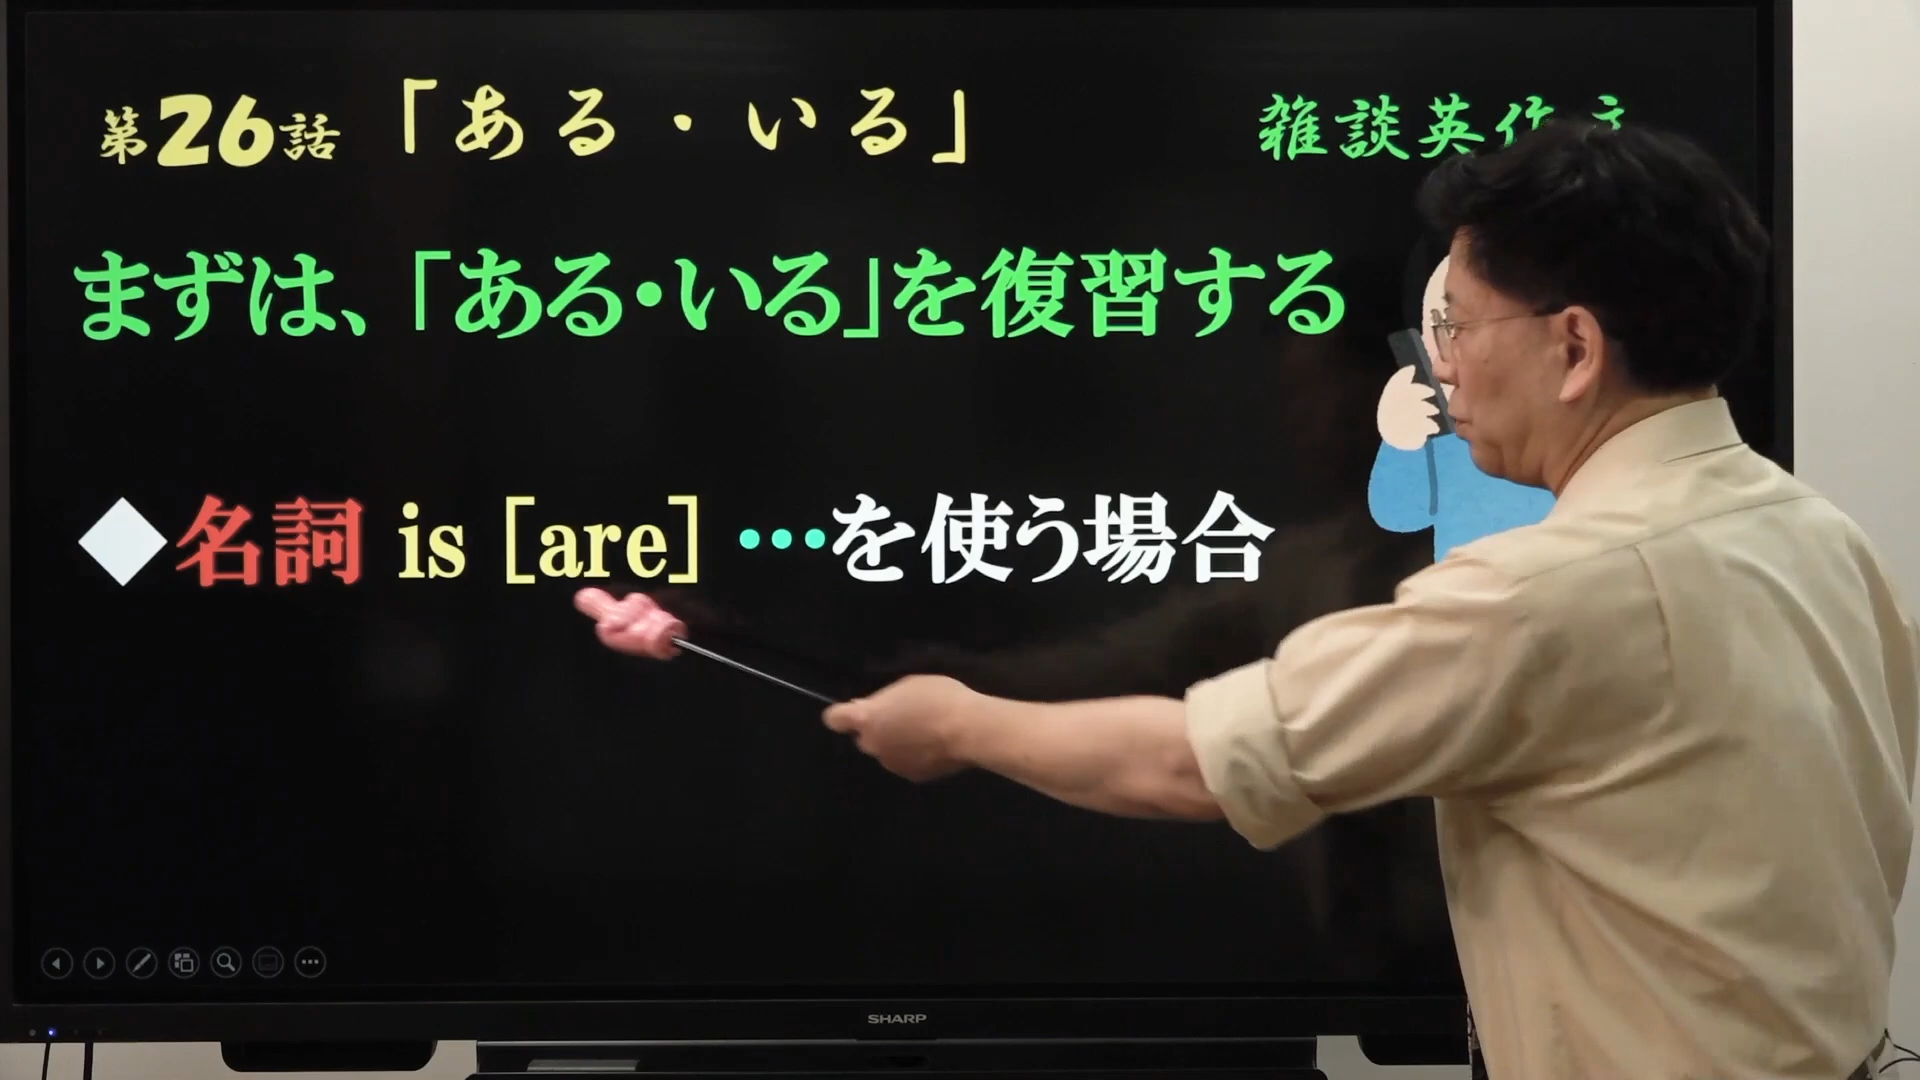 第26話 「ある・いる」 雑談英作
まずは、「ある・いる」を復習する
◆名詞 is [are] …を使う場合
SHARP